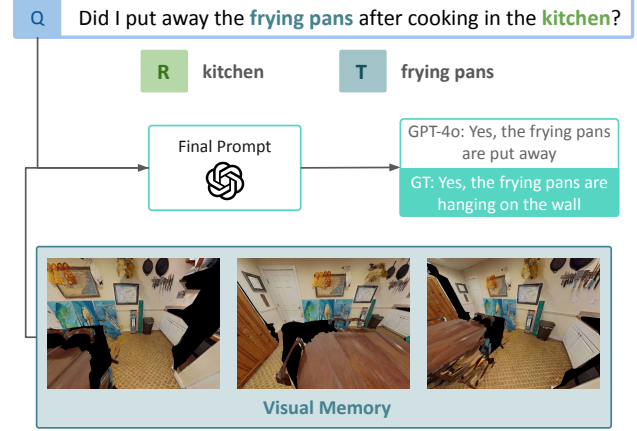 Q Did I put away the frying pans after cooking in the kitchen?
R kitchen T frying pans
Final Prompt
GPT-4o: Yes, the frying pans
are put away
GT: Yes, the frying pans are
hanging on the wall
Visual Memory